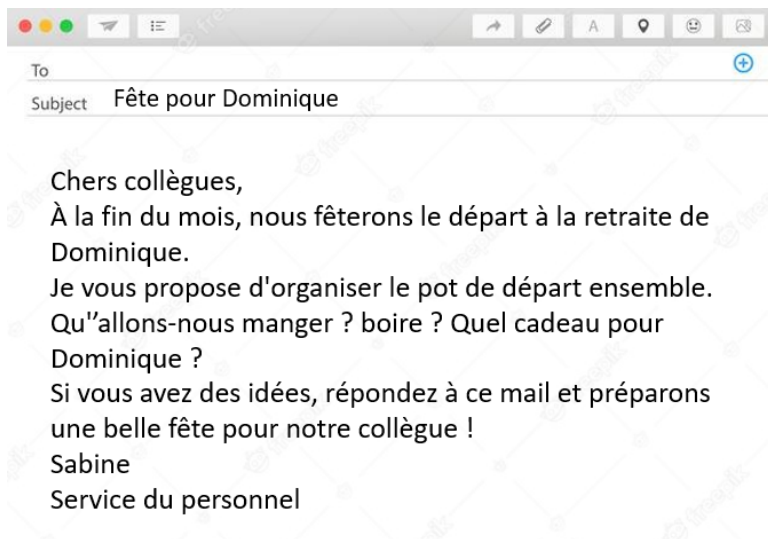 To
Subject Fête pour Dominique
Chers collègues,
À la fin du mois, nous fêterons le départ à la retraite de
Dominique.
Je vous propose d'organiser le pot de départ ensemble.
Qu'’allons-nous manger ? boire ? Quel cadeau pour
Dominique ?
Si vous avez des idées, répondez à ce mail et préparons
une belle fête pour notre collègue !
Sabine
Service du personnel